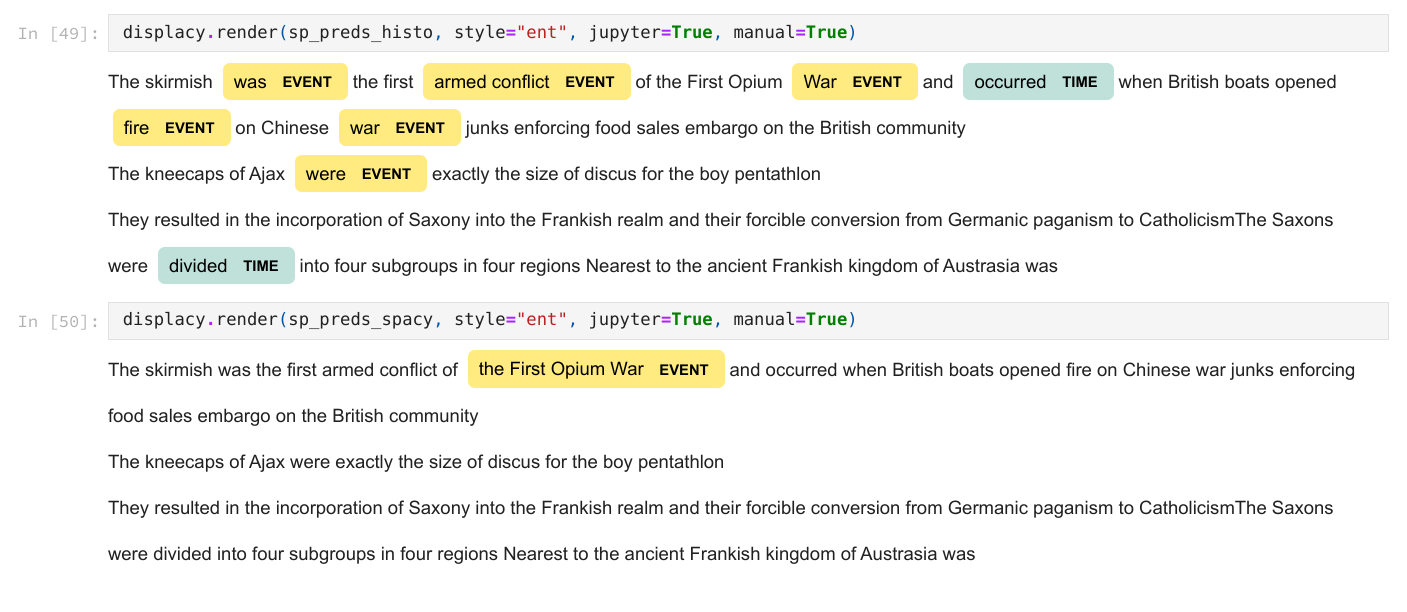 In [49]: displacy.render(sp_preds_histo, style="ent", jupyter=True, manual=True)
The skirmish was EVENT the first armed conflict EVENT of the First Opium War EVENT and occurred TIME when British boats opened
fire EVENT on Chinese war EVENT junks enforcing food sales embargo on the British community
The kneecaps of Ajax were EVENT exactly the size of discus for the boy pentathlon
They resulted in the incorporation of Saxony into the Frankish realm and their forcible conversion from Germanic paganism to CatholicismThe Saxons
were divided TIME into four subgroups in four regions Nearest to the ancient Frankish kingdom of Austrasia was
In [50]: displacy.render(sp_preds_spacy, style="ent", jupyter=True, manual=True)
The skirmish was the first armed conflict of the First Opium War EVENT and occurred when British boats opened fire on Chinese war junks enforcing
food sales embargo on the British community
The kneecaps of Ajax were exactly the size of discus for the boy pentathlon
They resulted in the incorporation of Saxony into the Frankish realm and their forcible conversion from Germanic paganism to CatholicismThe Saxons
were divided into four subgroups in four regions Nearest to the ancient Frankish kingdom of Austrasia was